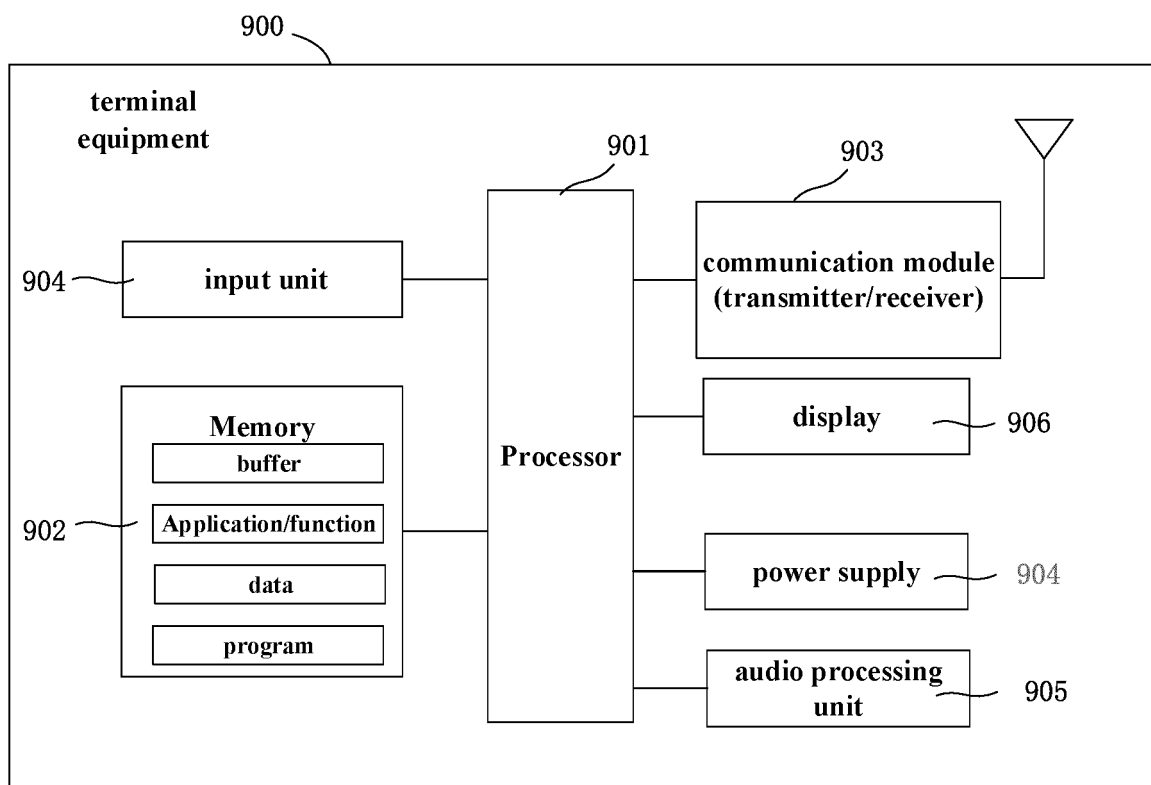 900
terminal
equipment
901
903
904
input unit
communication module
(transmitter/receiver)
Memory
buffer
Application/function
data
program
902
Processor
display
906
power supply
904
audio processing
unit
905